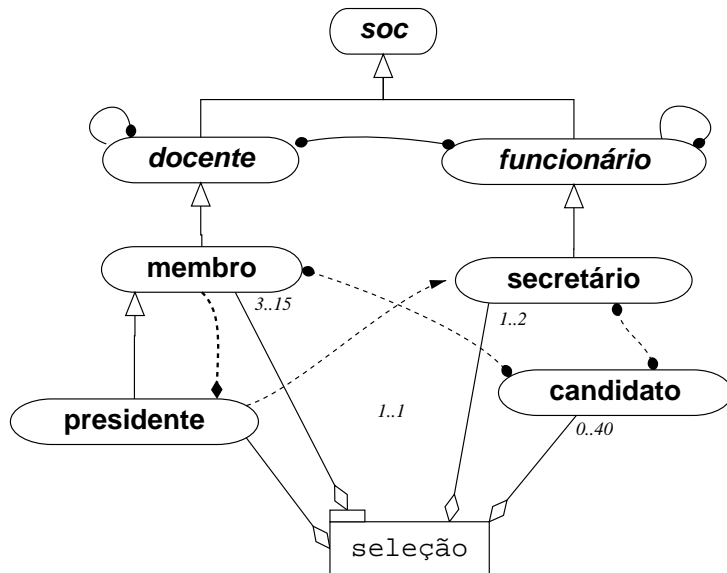 soc
docente
funcionário
membro
secretário
3..15
1..2
candidato
presidente
1..1
0..40
seleção